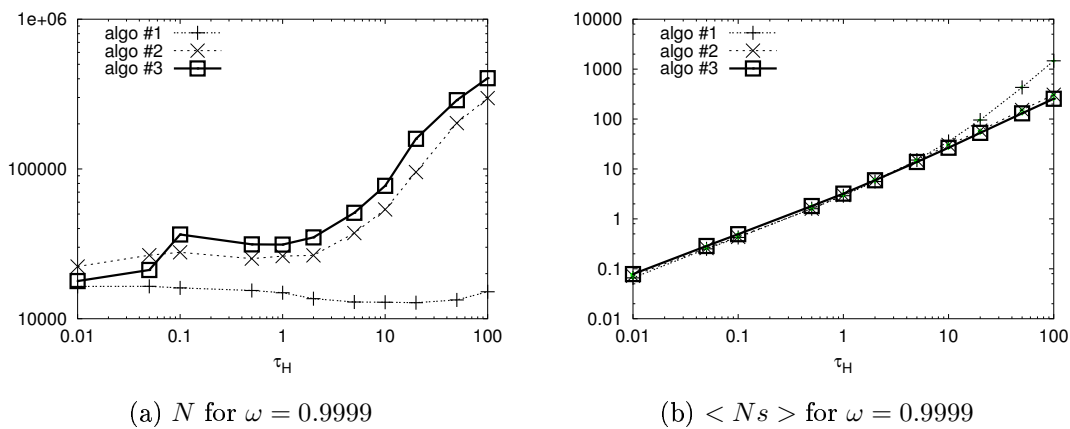 1e+06
100000
10000
algo #1
algo #2
algo #3
0.01 0.1 1 10 100
τH
(a) N for ω = 0.9999
10000
1000
100
10
1
0.1
0.01
algo #1
algo #2
algo #3
0.01 0.1 1 10 100
τH
(b) < Ns > for ω = 0.9999